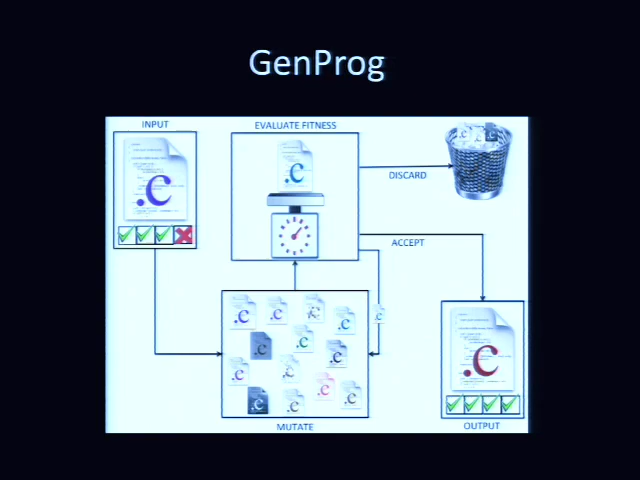 GenProg
INPUT
EVALUATE FITNESS
DISCARD
ACCEPT
MUTATE
OUTPUT
.C
.C
.C